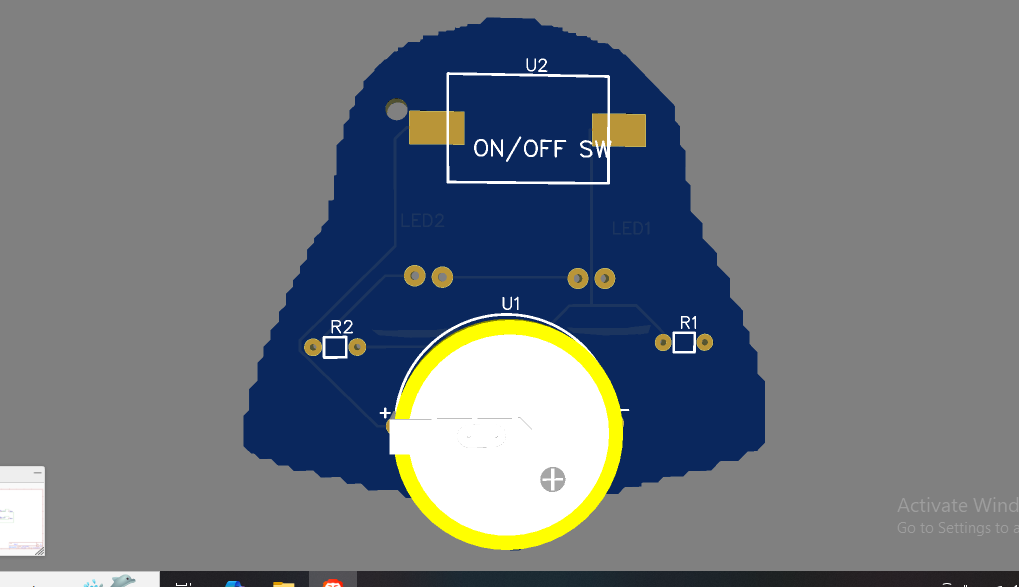 U2
ON/OFF SW
LED2
LED1
U1
R2
R1
+
-
Activate Wind
Go to Settings to a